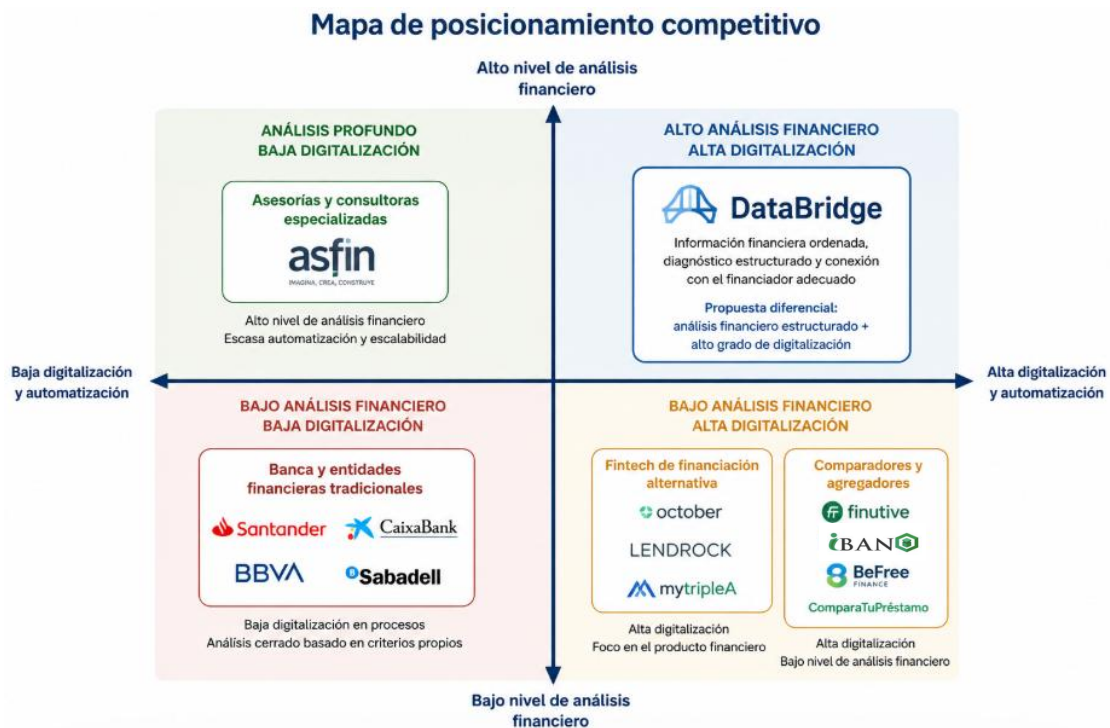 Mapa de posicionamiento competitivo
Alto nivel de análisis
financiero
ANÁLISIS PROFUNDO
BAJA DIGITALIZACIÓN
Asesorías y consultoras
especializadas
asfin
IMAGINA, CREA, CONSTRUYE
Alto nivel de análisis financiero
Escasa automatización y escalabilidad
ALTO ANÁLISIS FINANCIERO
ALTA DIGITALIZACIÓN
DataBridge
Información financiera ordenada,
diagnóstico estructurado y conexión
con el financiador adecuado
Propuesta diferencial:
análisis financiero estructurado +
alto grado de digitalización
Baja digitalización
y automatización
Alta digitalización
y automatización
BAJO ANÁLISIS FINANCIERO
BAJA DIGITALIZACIÓN
Banca y entidades
financieras tradicionales
Santander
CaixaBank
BBVA
Sabadell
Baja digitalización en procesos
Análisis cerrado basado en criterios propios
BAJO ANÁLISIS FINANCIERO
ALTA DIGITALIZACIÓN
Fintech de financiación
alternativa
october
LENDROCK
mytripleA
Alta digitalización
Foco en el producto financiero
Comparadores y
agregadores
finutive
iBAN
BeFree
FINANCE
ComparaTuPréstamo
Alta digitalización
Bajo nivel de análisis financiero
Bajo nivel de análisis
financiero